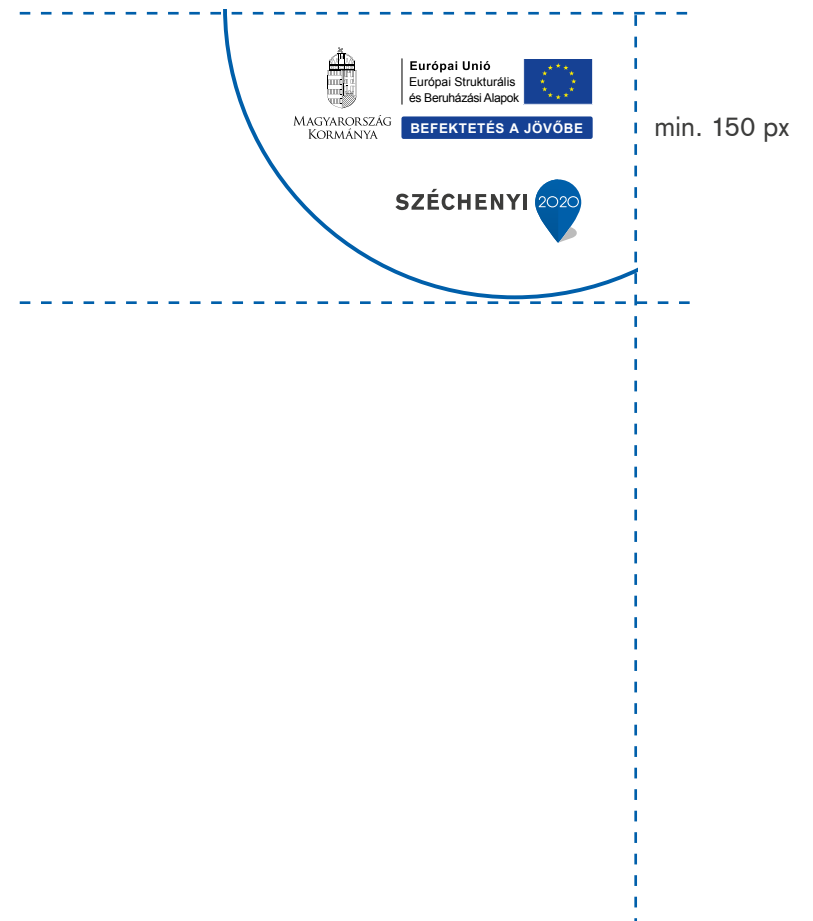 Európai Unió
Európai Strukturális
és Beruházási Alapok
MAGYARORSZÁG
KORMÁNYA
BEFEKTETÉS A JÖVŐBE
min. 150 px
SZÉCHENYI 2020